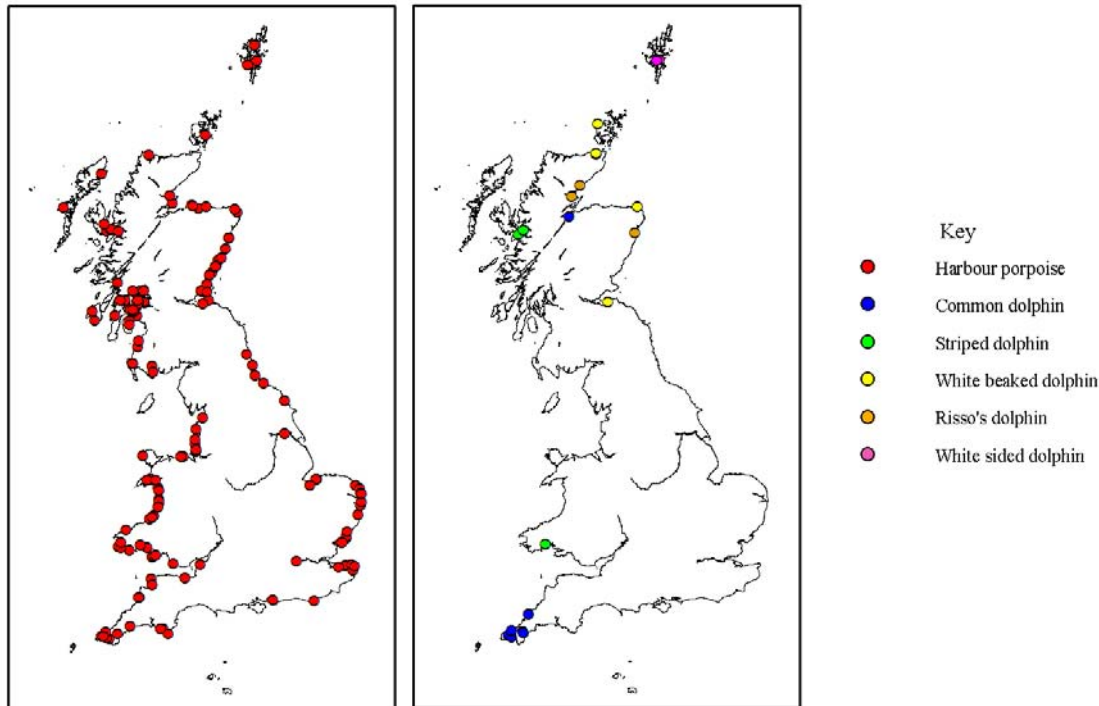 Key
Harbour porpoise
Common dolphin
Striped dolphin
White beaked dolphin
Risso's dolphin
White sided dolphin